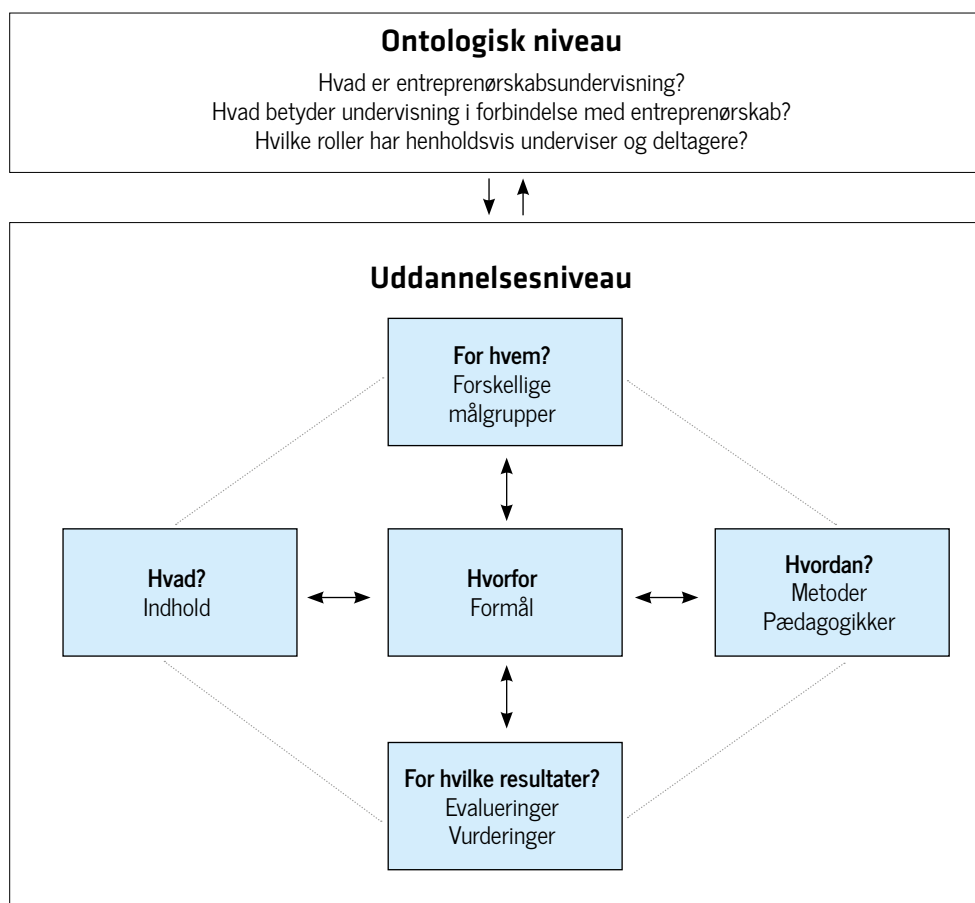 Ontologisk niveau
Hvad er entreprenørskabsundervisning?
Hvad betyder undervisning i forbindelse med entreprenørskab?
Hvilke roller har henholdsvis underviser og deltagere?
Uddannelsesniveau
For hvem?
Forskellige
målgrupper
Hvad?
Indhold
Hvorfor
Formål
Hvordan?
Metoder
Pædagogikker
For hvilke resultater?
Evalueringer
Vurderinger